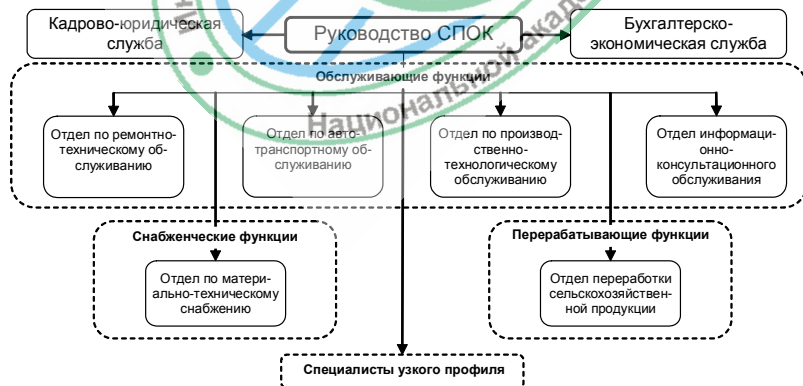 Кадрово-юридическая
служба
Руководство СПОК
Бухгалтерско-
экономическая служба
Обслуживающие функции
Отдел по ремонтно-
техническому об-
служиванию
Отдел по авто-
транспортному об-
служиванию
Отдел по производ-
ственно-
технологическому
обслуживанию
Отдел информаци-
онно-
консультационного
обслуживания
Снабженческие функции
Отдел по матери-
ально-техническому
снабжению
Перерабатывающие функции
Отдел переработки
сельскохозяйствен-
ной продукции
Специалисты узкого профиля
Национальной